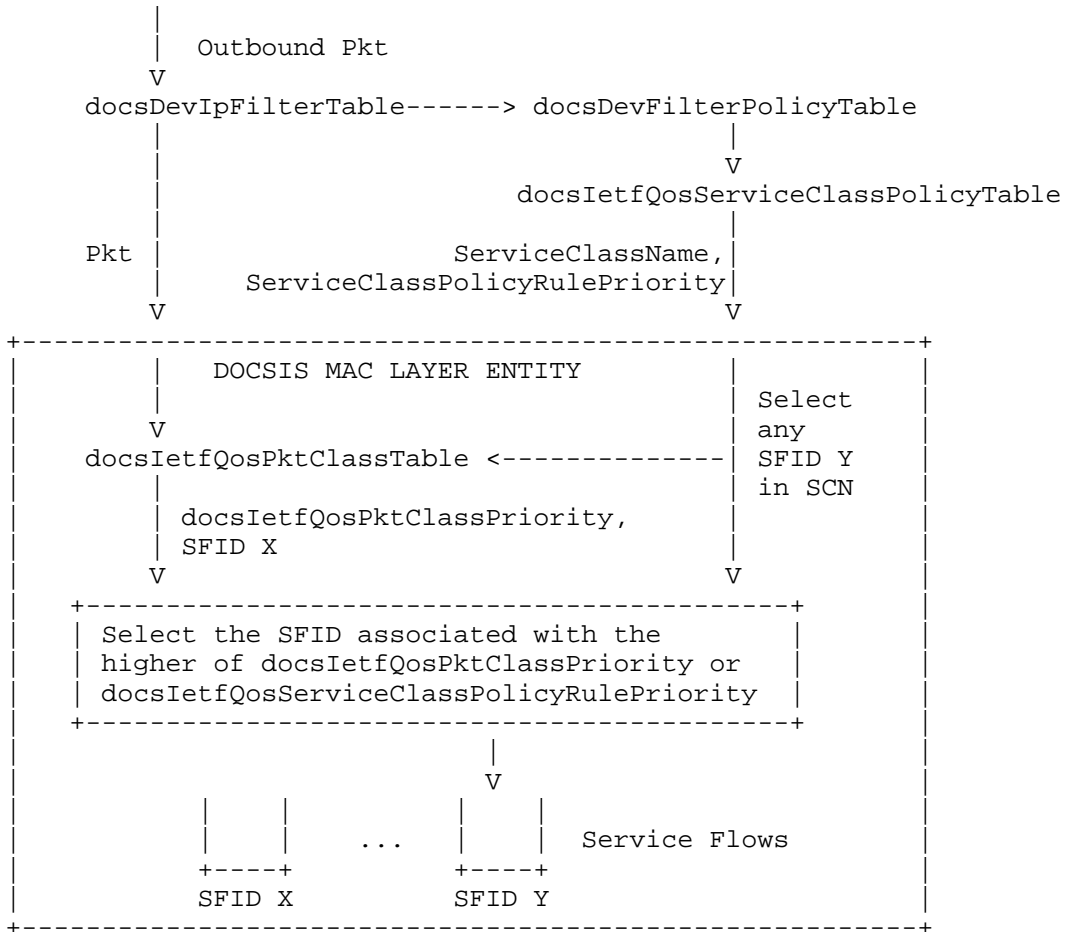 Outbound Pkt
V
docsDevIpFilterTable------> docsDevFilterPolicyTable
V
docsIetfQosServiceClassPolicyTable
Pkt ServiceClassName,
ServiceClassPolicyRulePriority
V V
DOCSIS MAC LAYER ENTITY
Select
V any
docsIetfQosPktClassTable <-------------- SFID Y
in SCN
docsIetfQosPktClassPriority,
SFID X
V V
Select the SFID associated with the
higher of docsIetfQosPktClassPriority or
docsIetfQosServiceClassPolicyRulePriority
V
... Service Flows
SFID X SFID Y